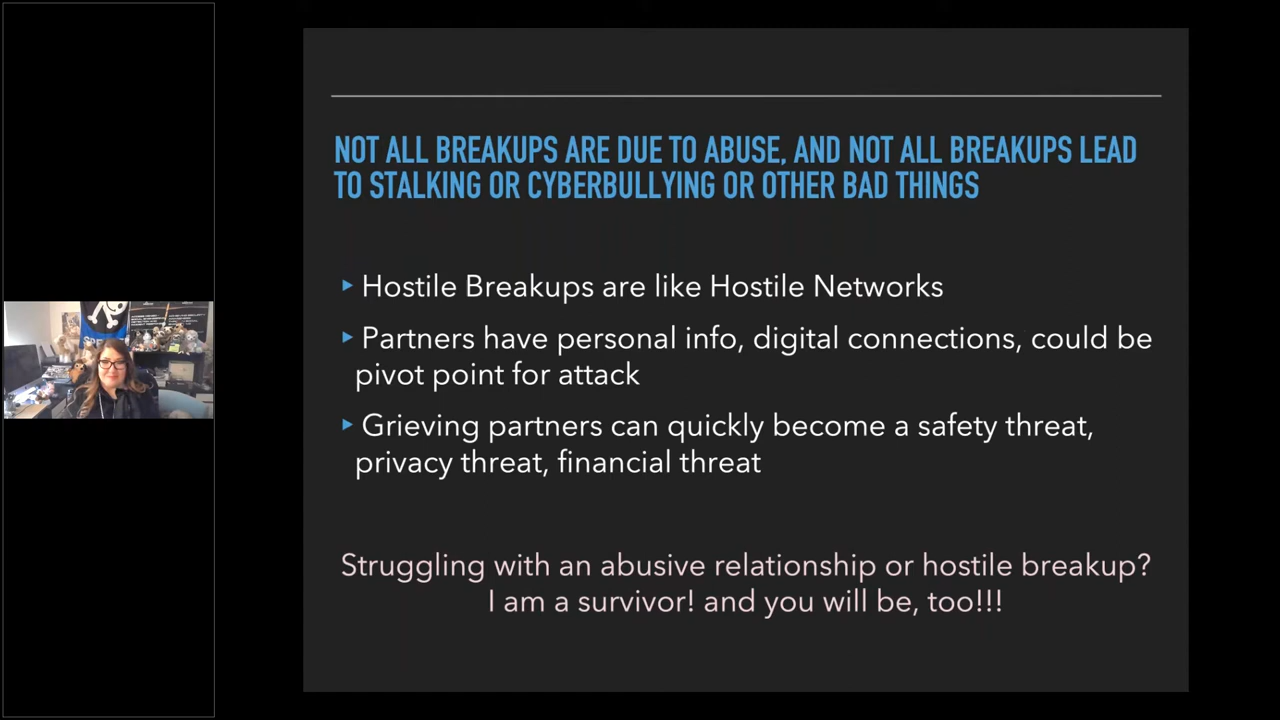 NOT ALL BREAKUPS ARE DUE TO ABUSE, AND NOT ALL BREAKUPS LEAD
TO STALKING OR CYBERBULLYING OR OTHER BAD THINGS
Hostile Breakups are like Hostile Networks
Partners have personal info, digital connections, could be
pivot point for attack
Grieving partners can quickly become a safety threat,
privacy threat, financial threat
Struggling with an abusive relationship or hostile breakup?
I am a survivor! and you will be, too!!!